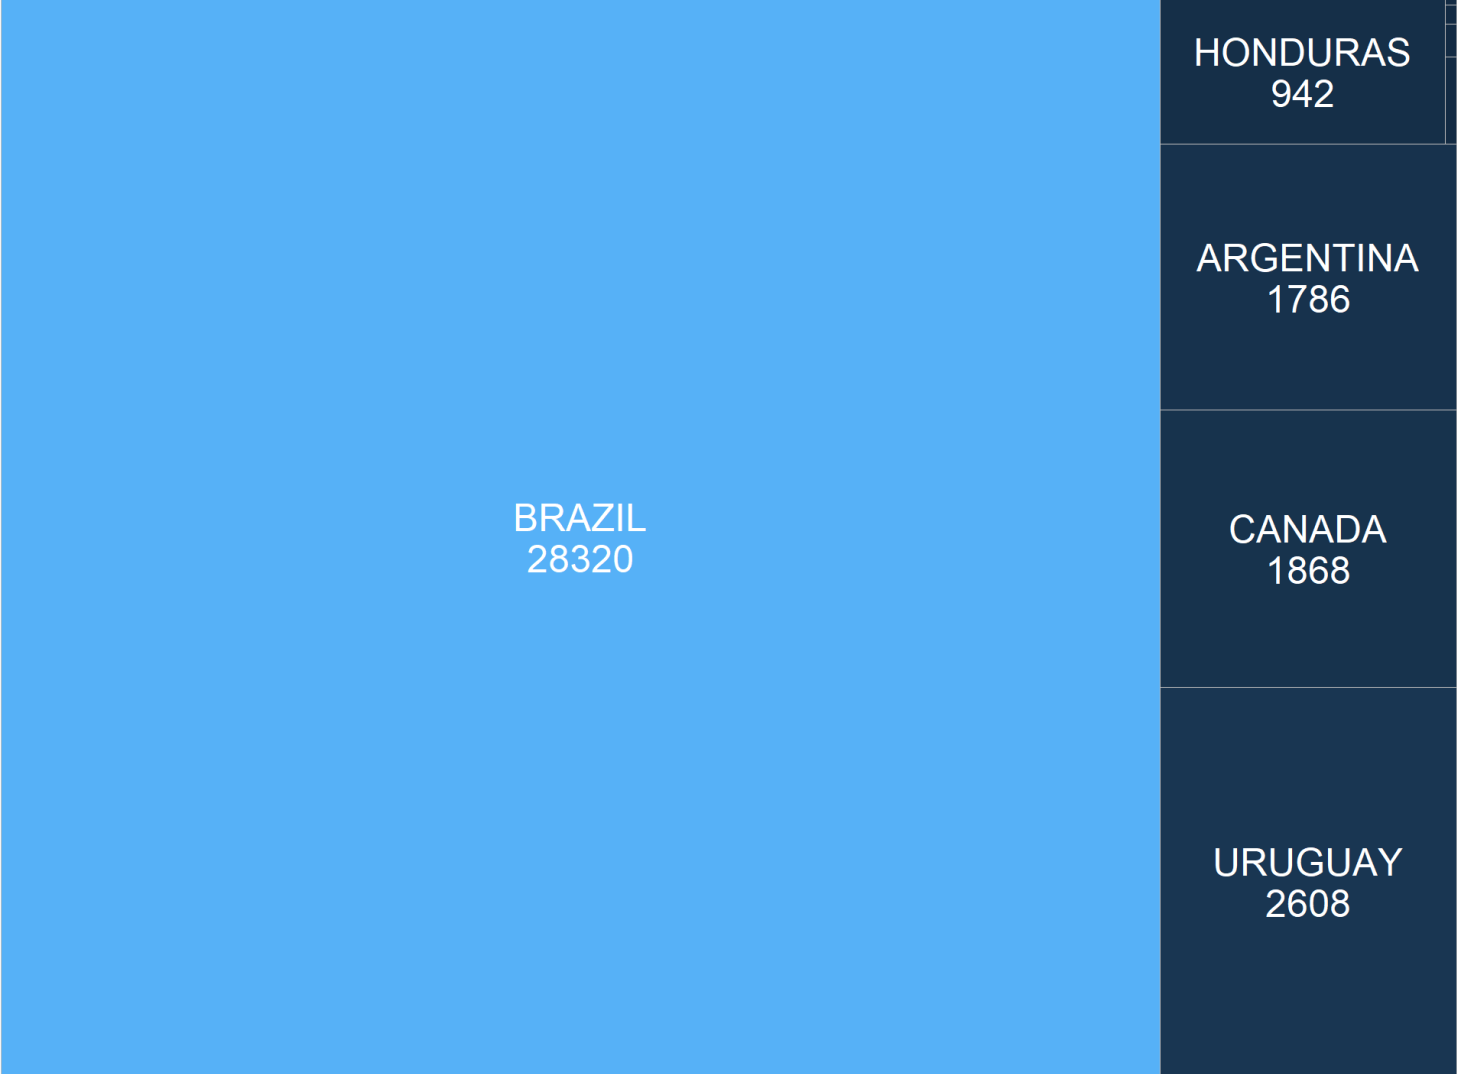 BRAZIL
28320
HONDURAS
942
ARGENTINA
1786
CANADA
1868
URUGUAY
2608